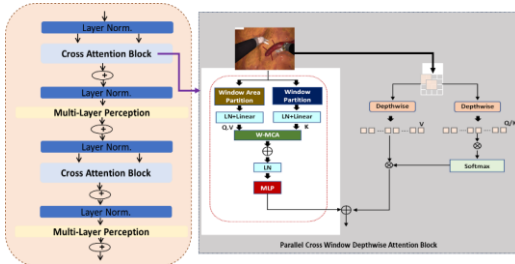 Layer Norm.
Cross Attention Block
+
Layer Norm.
Multi-Layer Perception
+
Layer Norm.
Cross Attention Block
+
Layer Norm.
Multi-Layer Perception
+
Window Area
Partition
Window
Partition
LN+Linear
LN+Linear
Q,V
K
W-MCA
LN
MLP
Depthwise
Depthwise
V
Q/K
Softmax
Parallel Cross Window Depthwise Attention Block